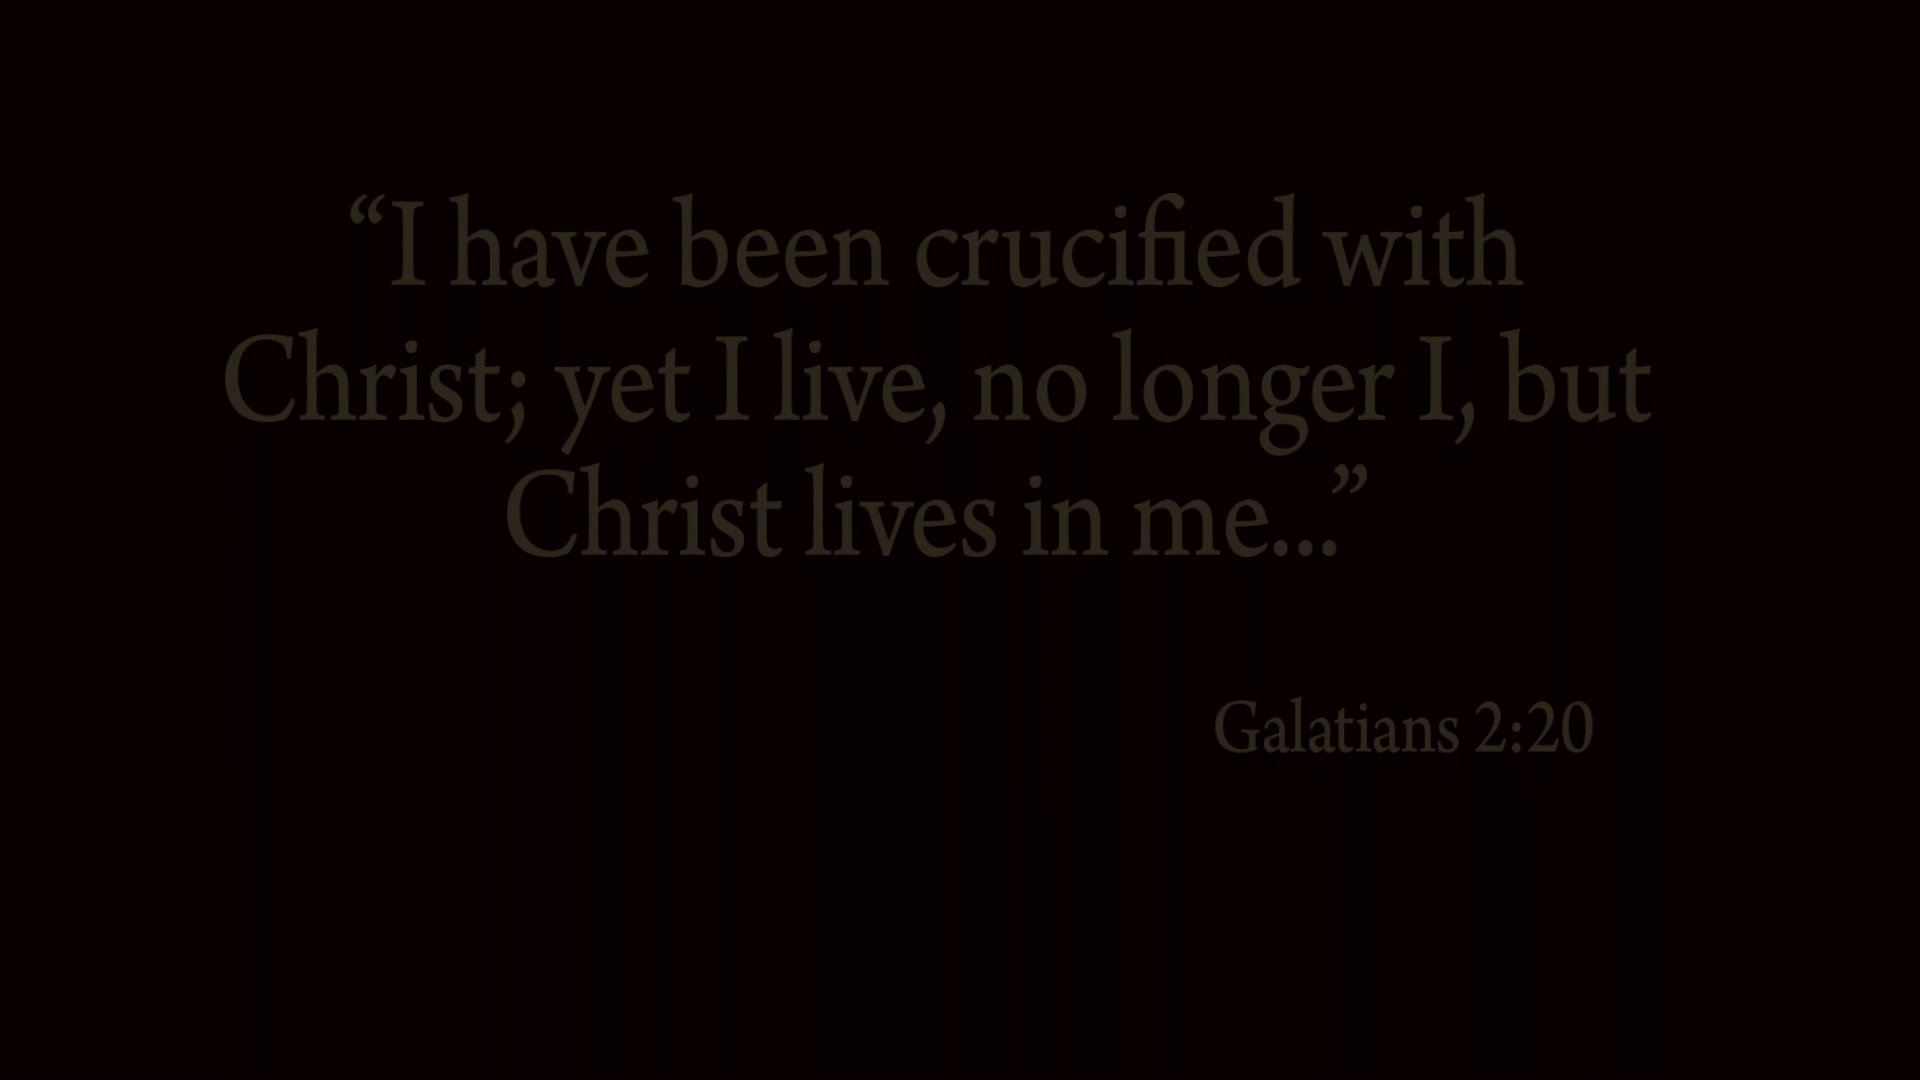 “I have been crucified with
Christ; yet I live, no longer I, but
Christ lives in me...”
Galatians 2:20